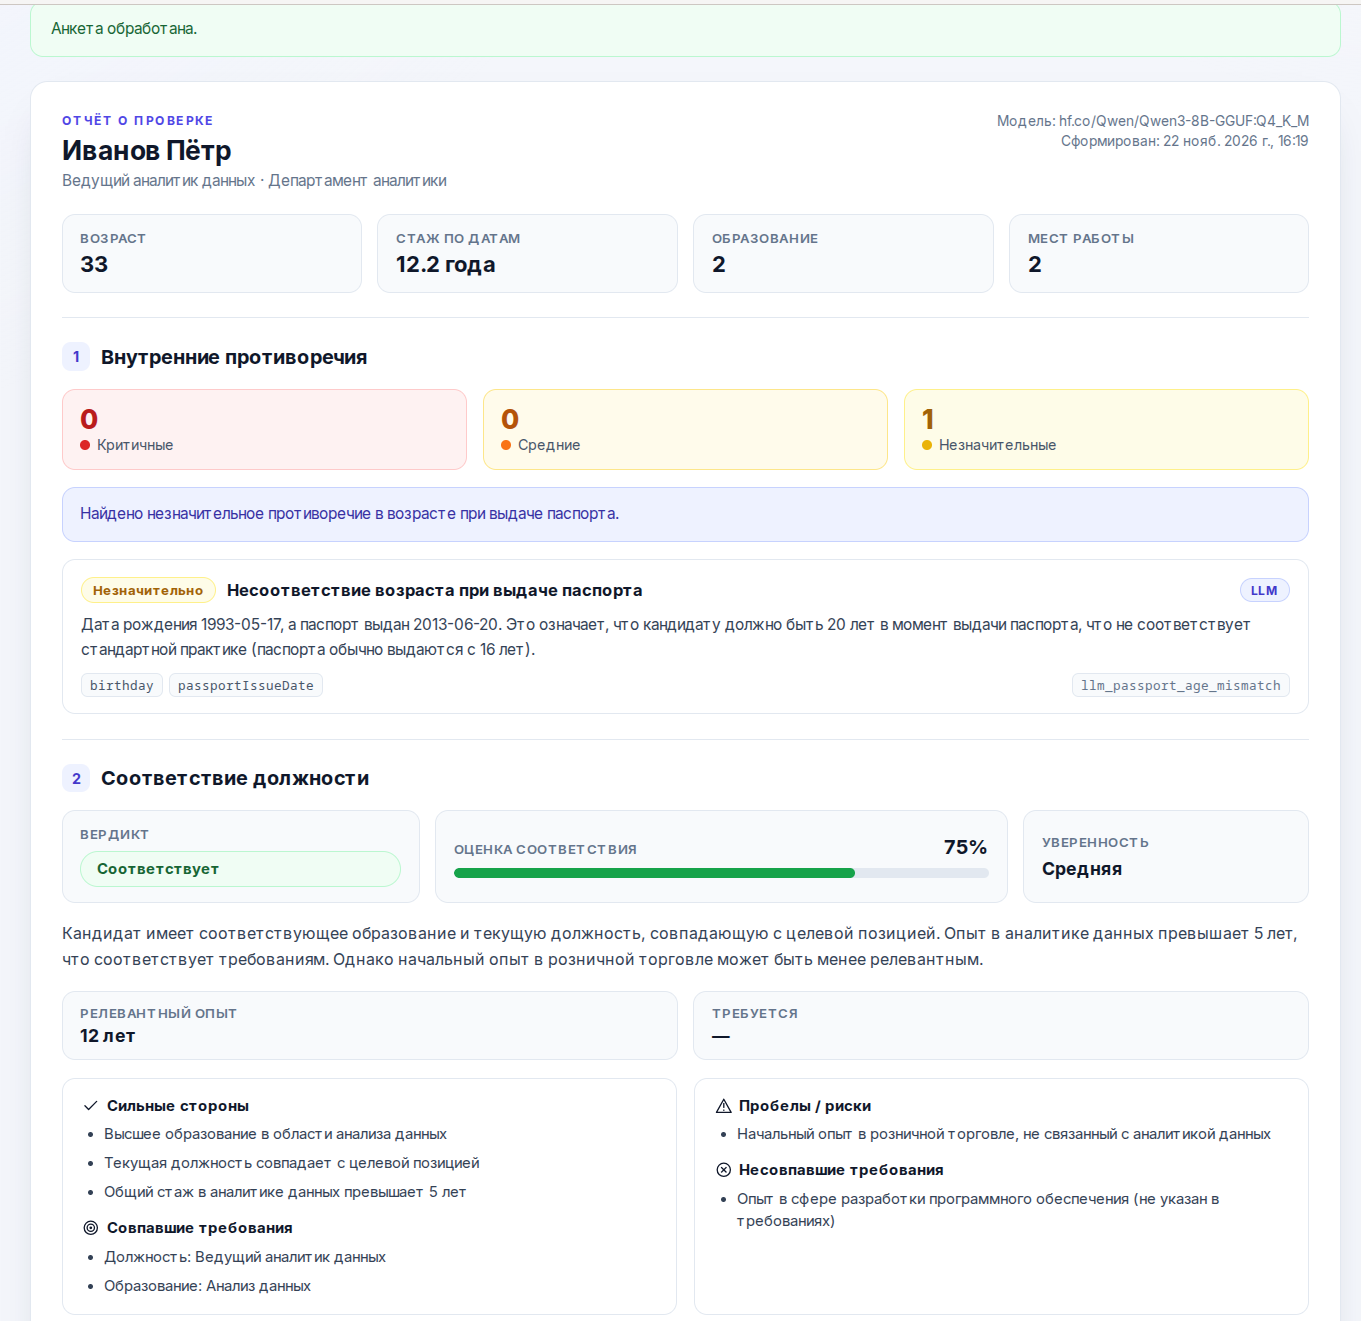 Анкета обработана.
ОТЧЁТ О ПРОВЕРКЕ
Иванов Пётр
Ведущий аналитик данных · Департамент аналитики
Модель: hf.co/Qwen/Qwen3-8B-GGUF:Q4_K_M
Сформирован: 22 нояб. 2026 г., 16:19
ВОЗРАСТ
33
СТАЖ ПО ДАТАМ
12.2 года
ОБРАЗОВАНИЕ
2
МЕСТ РАБОТЫ
2
1 Внутренние противоречия
0
Критичные
0
Средние
1
Незначительные
Найдено незначительное противоречие в возрасте при выдаче паспорта.
Незначительно Несоответствие возраста при выдаче паспорта LLM
Дата рождения 1993-05-17, а паспорт выдан 2013-06-20. Это означает, что кандидату должно быть 20 лет в момент выдачи паспорта, что не соответствует
стандартной практике (паспорта обычно выдаются с 16 лет).
birthday passportIssueDate llm_passport_age_mismatch
2 Соответствие должности
ВЕРДИКТ
Соответствует
ОЦЕНКА СООТВЕТСТВИЯ 75%
УВЕРЕННОСТЬ
Средняя
Кандидат имеет соответствующее образование и текущую должность, совпадающую с целевой позицией. Опыт в аналитике данных превышает 5 лет,
что соответствует требованиям. Однако начальный опыт в розничной торговле может быть менее релевантным.
РЕЛЕВАНТНЫЙ ОПЫТ
12 лет
ТРЕБУЕТСЯ
—
Сильные стороны
Высшее образование в области анализа данных
Текущая должность совпадает с целевой позицией
Общий стаж в аналитике данных превышает 5 лет
Совпавшие требования
Должность: Ведущий аналитик данных
Образование: Анализ данных
Пробелы / риски
Начальный опыт в розничной торговле, не связанный с аналитикой данных
Несовпавшие требования
Опыт в сфере разработки программного обеспечения (не указан в
требованиях)